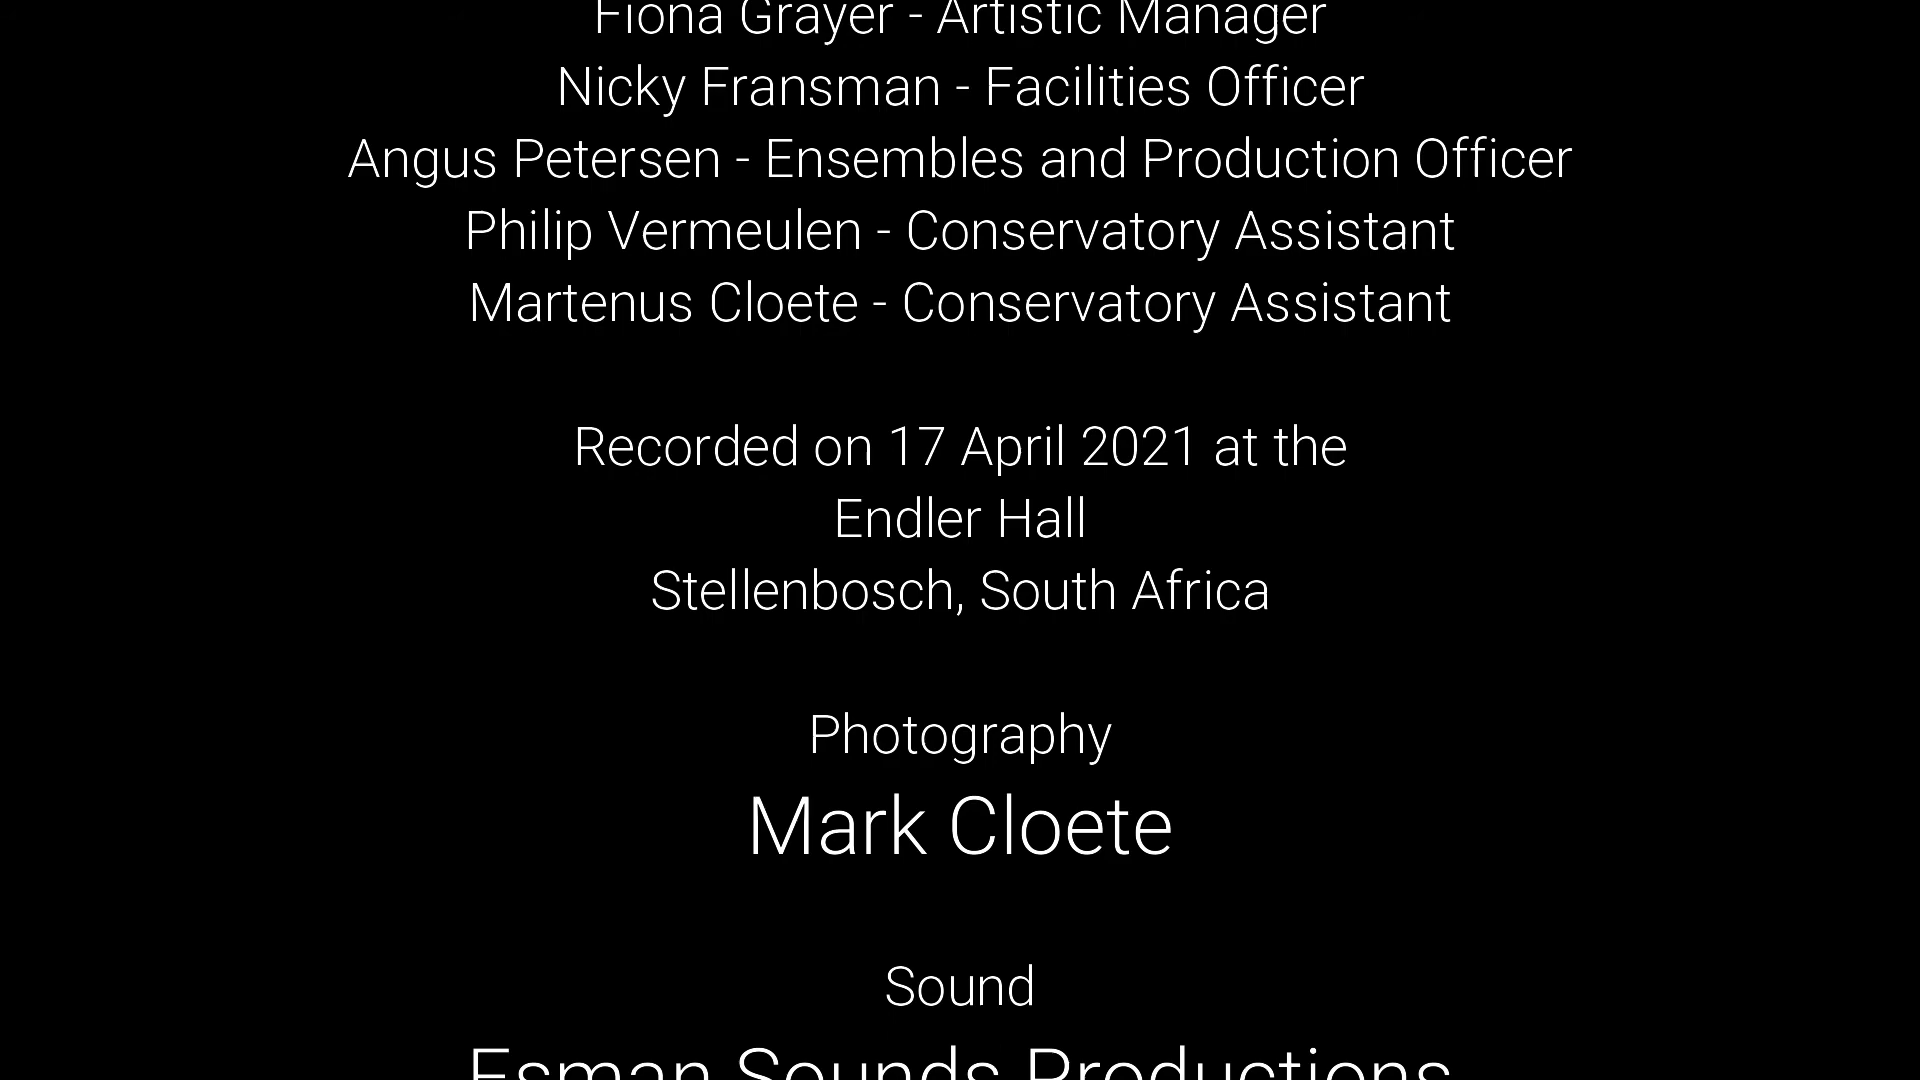 Fiona Grayer - Artistic Manager
Nicky Fransman - Facilities Officer
Angus Petersen - Ensembles and Production Officer
Philip Vermeulen - Conservatory Assistant
Martenus Cloete - Conservatory Assistant
Recorded on 17 April 2021 at the
Endler Hall
Stellenbosch, South Africa
Photography
Mark Cloete
Sound
Esman Sounds Productions